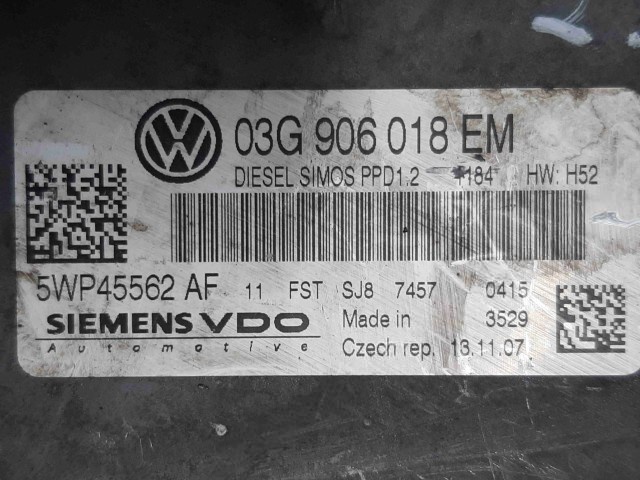 03G 906 018 EM
DIESEL SIMOS PPD1.2 1184 HW: H52
5WP45562 AF 11 FST SJ8 7457 0415
SIEMENS VDO Made in 3529
Automotive Czech rep. 13.11.07